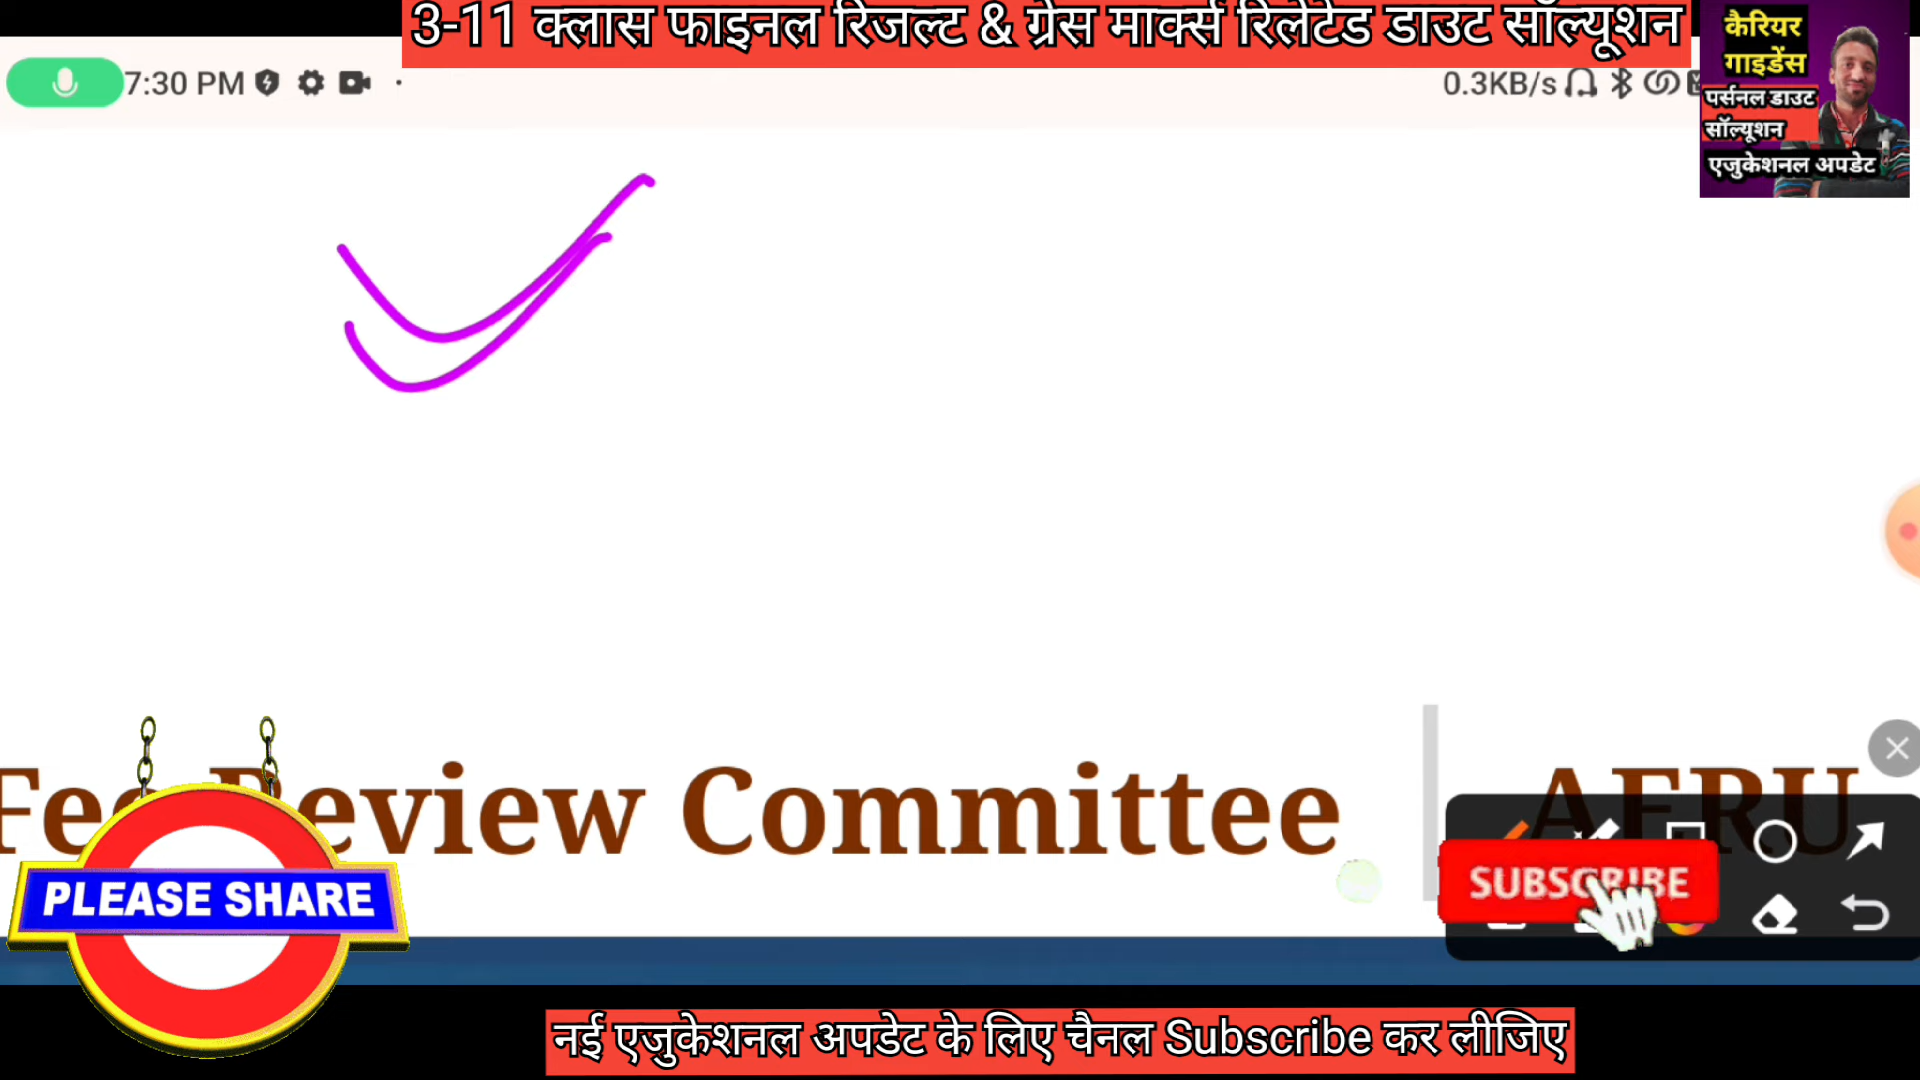 3-11 क्लास फाइनल रिजल्ट & ग्रेस मार्क्स रिलेटेड डाउट सॉल्यूशन
7:30 PM
0.3KB/s
कैरियर
गाइडेंस
पर्सनल डाउट
सॉल्यूशन
एजुकेशनल अपडेट
Review Committee
PLEASE SHARE
SUBSCRIBE
नई एजुकेशनल अपडेट के लिए चैनल Subscribe कर लीजिए